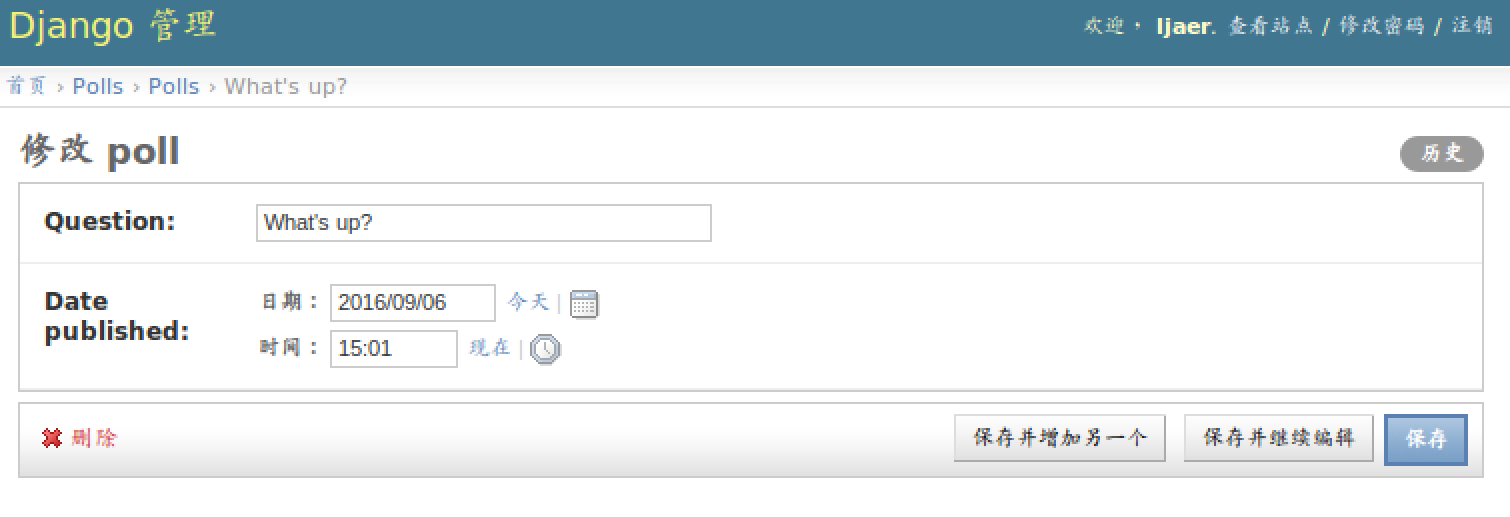 Django 管理
欢迎， ljaer. 查看站点 / 修改密码 / 注销
首页 › Polls › Polls › What's up?
修改 poll
历史
Question: What's up?
Date published:
日期： 2016/09/06 今天 |
时间： 15:01 现在 |
删除 保存并增加另一个 保存并继续编辑 保存